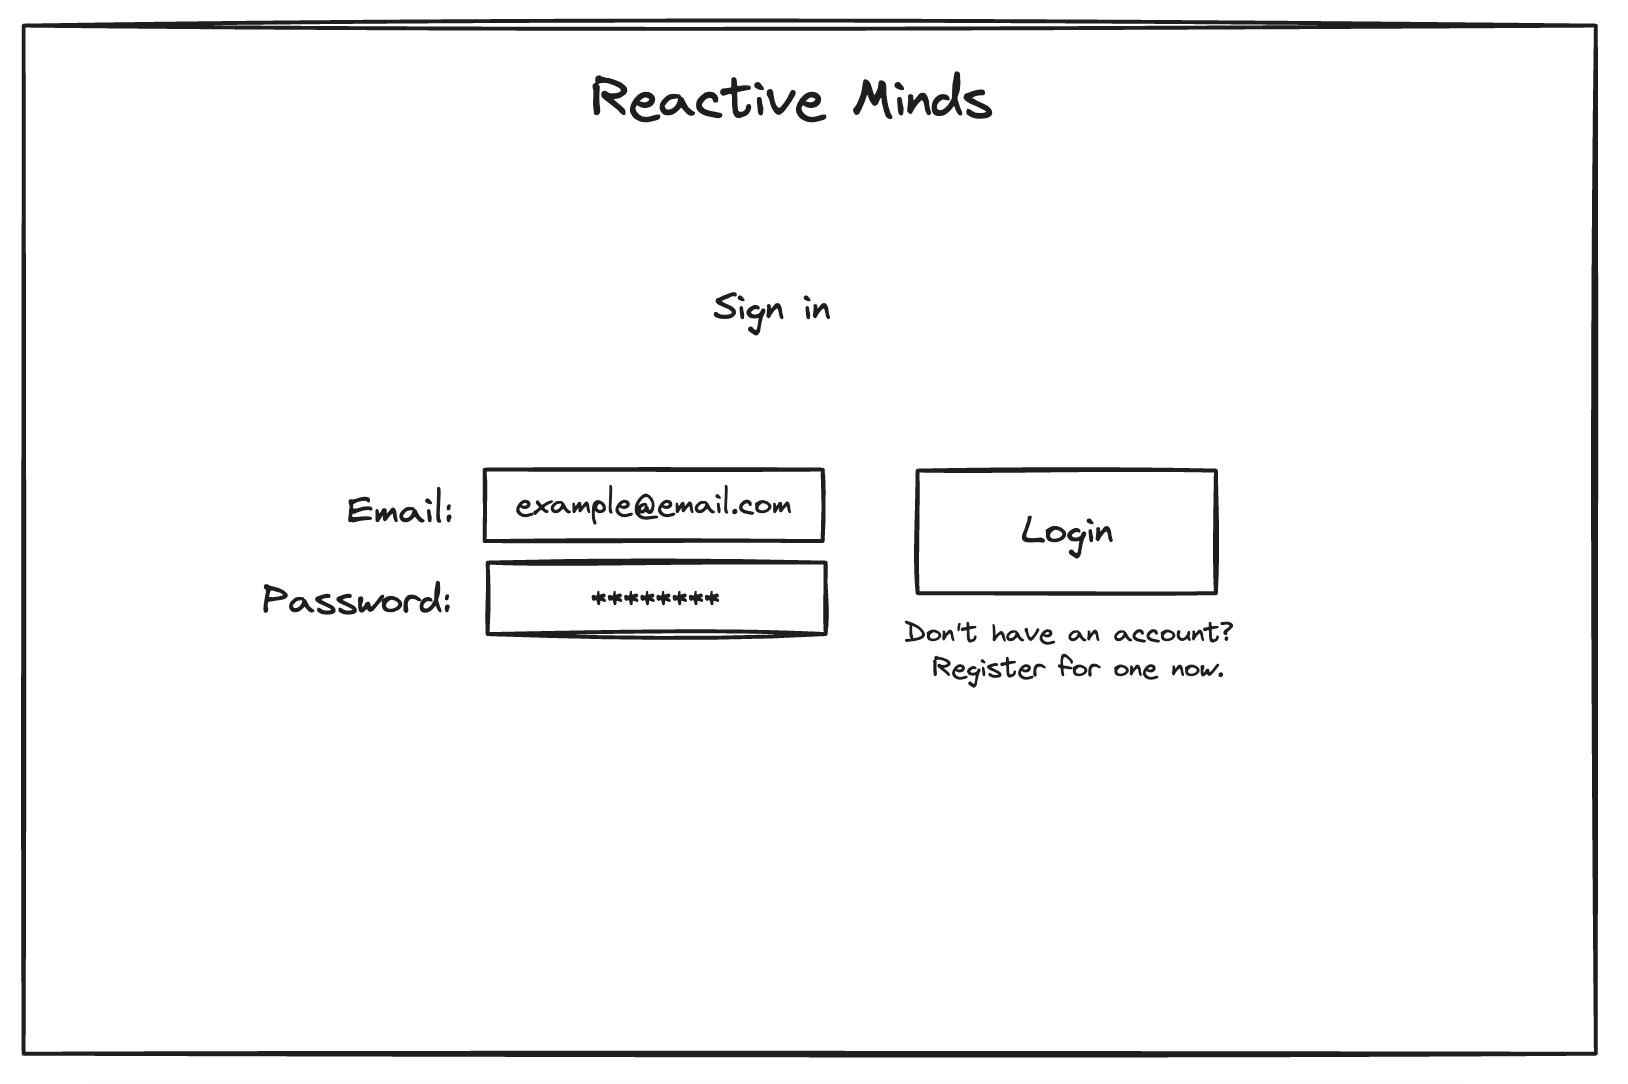 Reactive Minds
Sign in
Email:
example@email.com
Password:
********
Login
Don't have an account?
Register for one now.